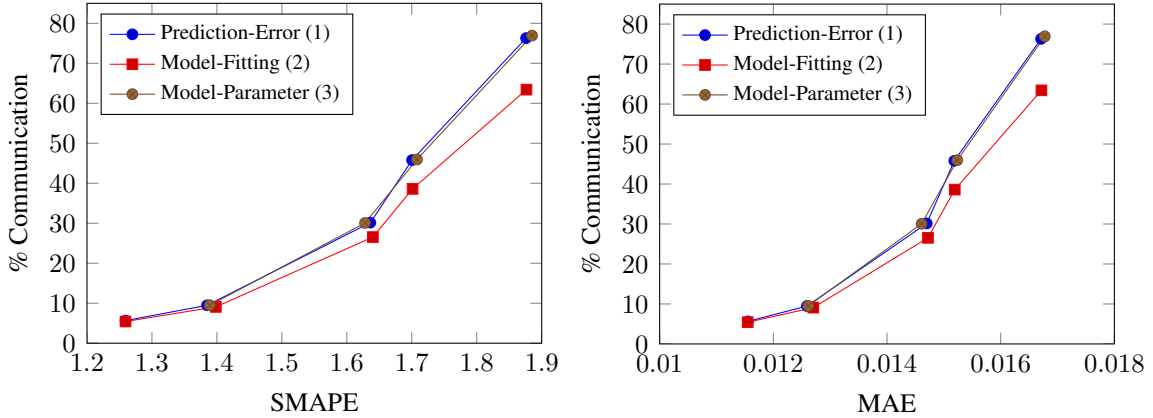 80
70
60
50
40
30
20
10
0
% Communication
Prediction-Error (1)
Model-Fitting (2)
Model-Parameter (3)
1.2 1.3 1.4 1.5 1.6 1.7 1.8 1.9
SMAPE
80
70
60
50
40
30
20
10
0
% Communication
Prediction-Error (1)
Model-Fitting (2)
Model-Parameter (3)
0.01 0.012 0.014 0.016 0.018
MAE